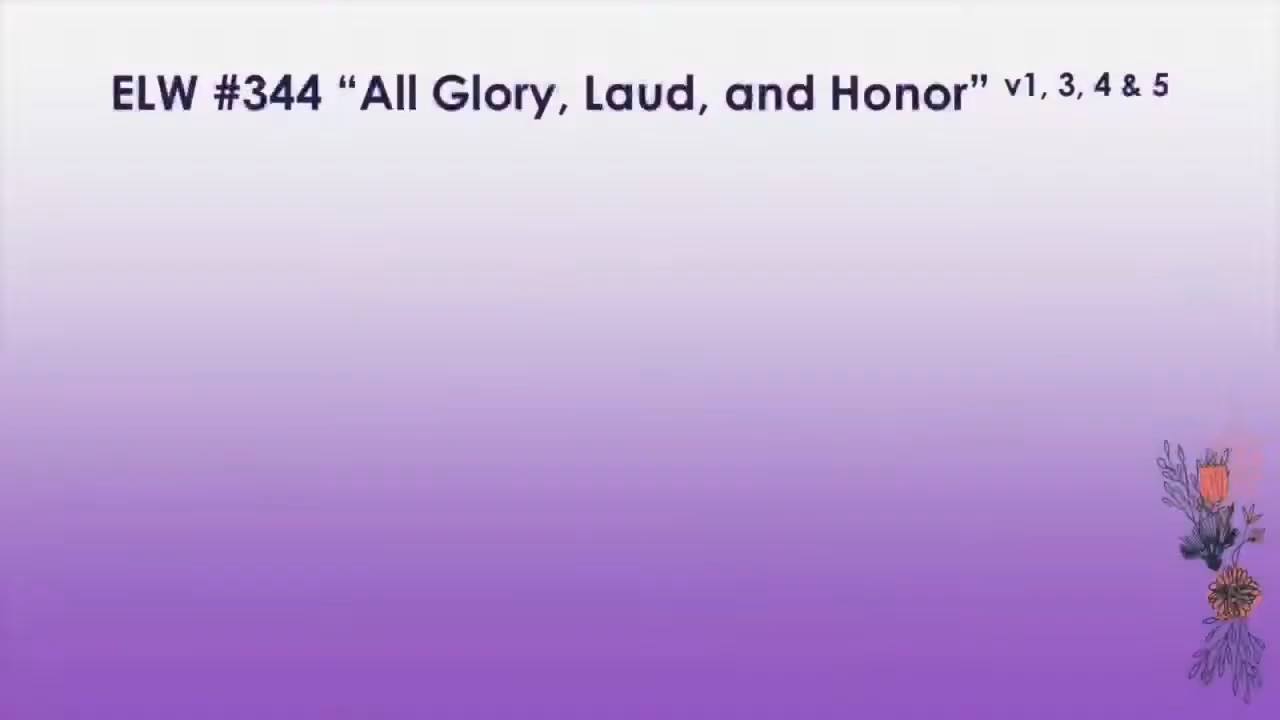 ELW #344 “All Glory, Laud, and Honor” v1, 3, 4 & 5